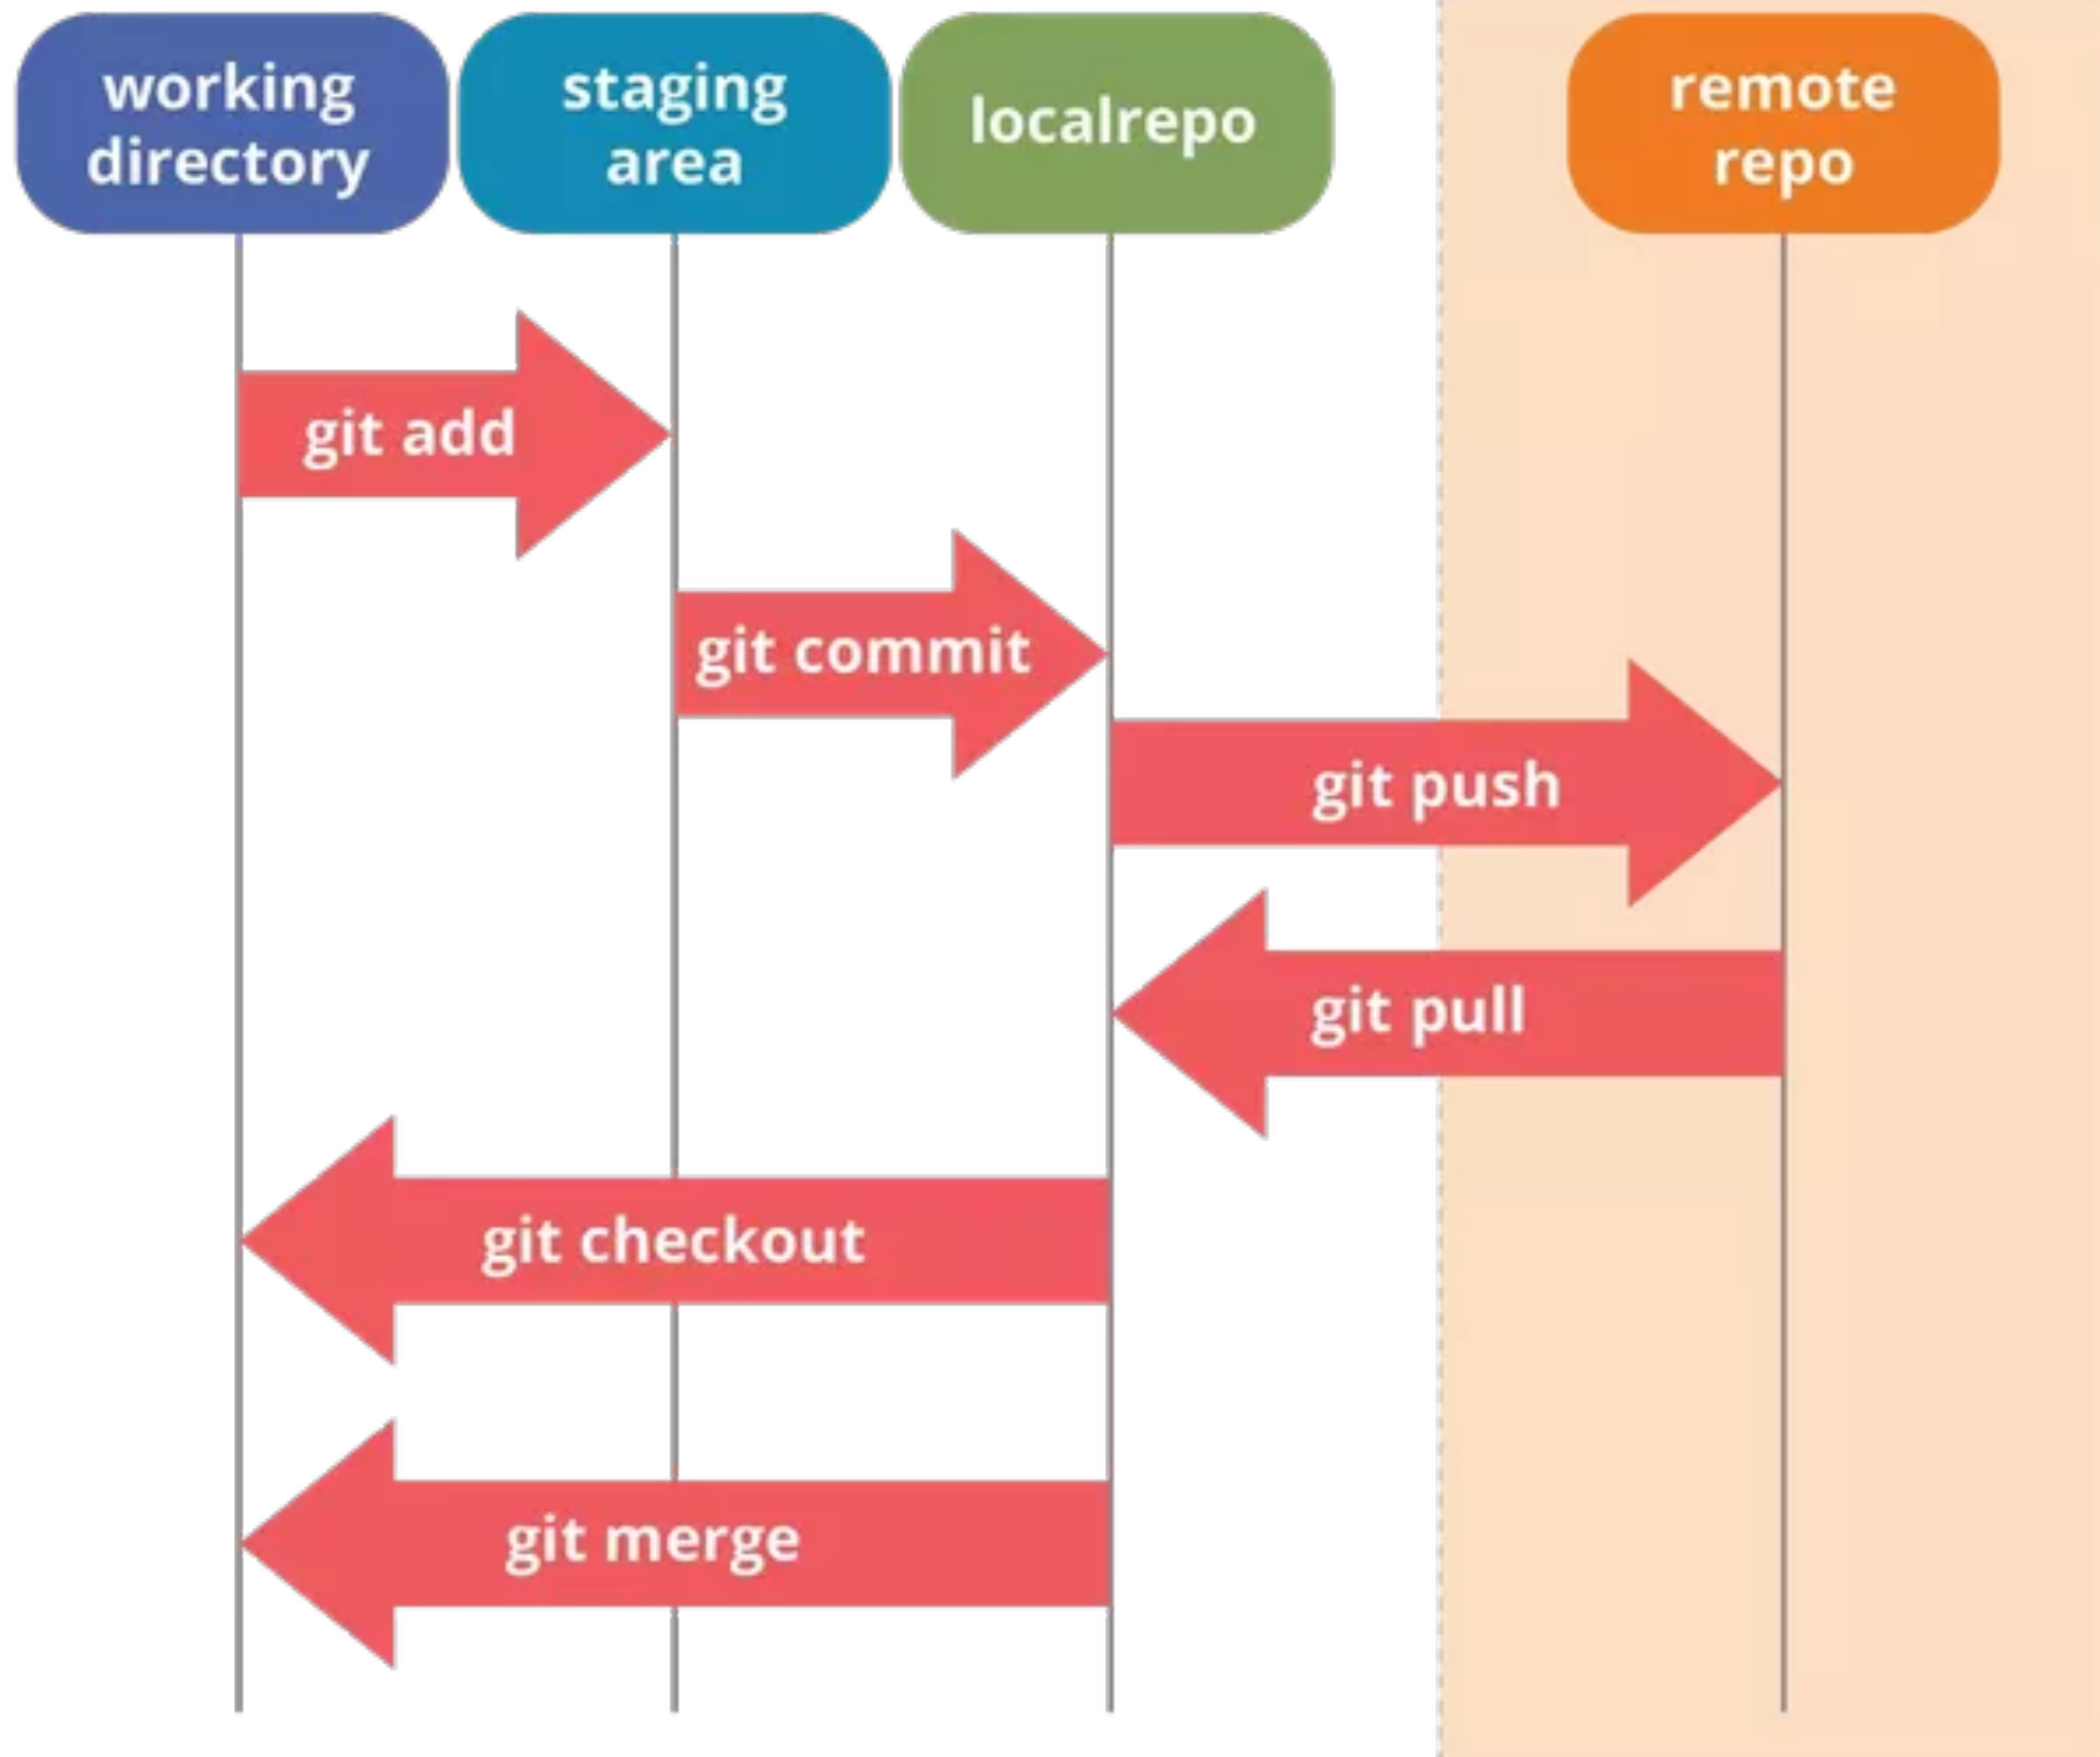 working
directory
staging
area
localrepo
remote
repo
git add
git commit
git push
git pull
git checkout
git merge